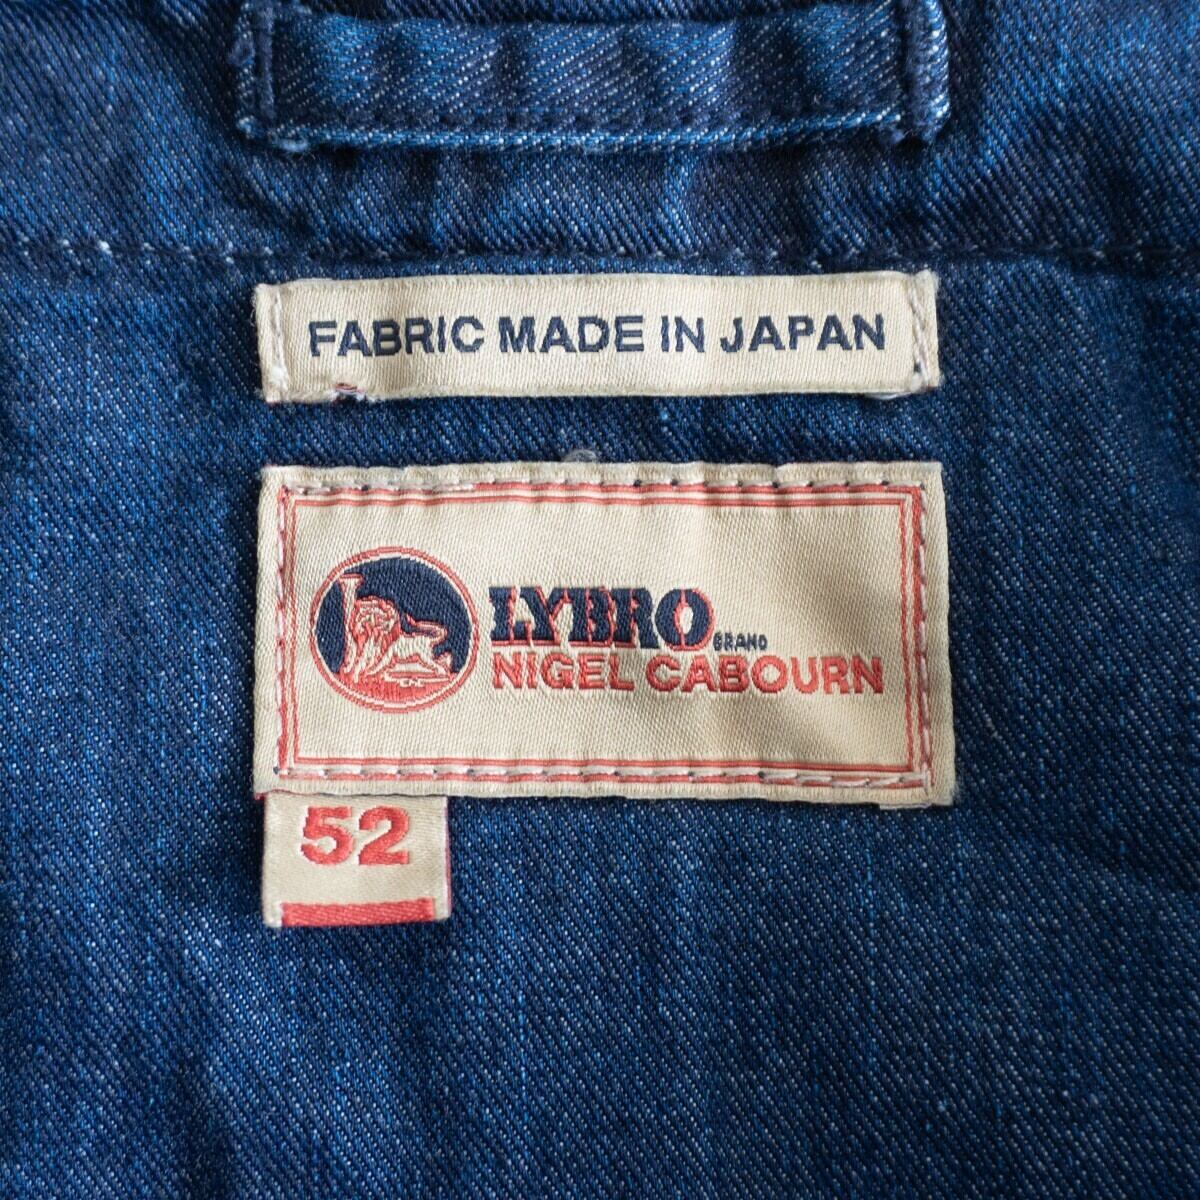 FABRIC MADE IN JAPAN
LYBRO BRAND
NIGEL CABOURN
52